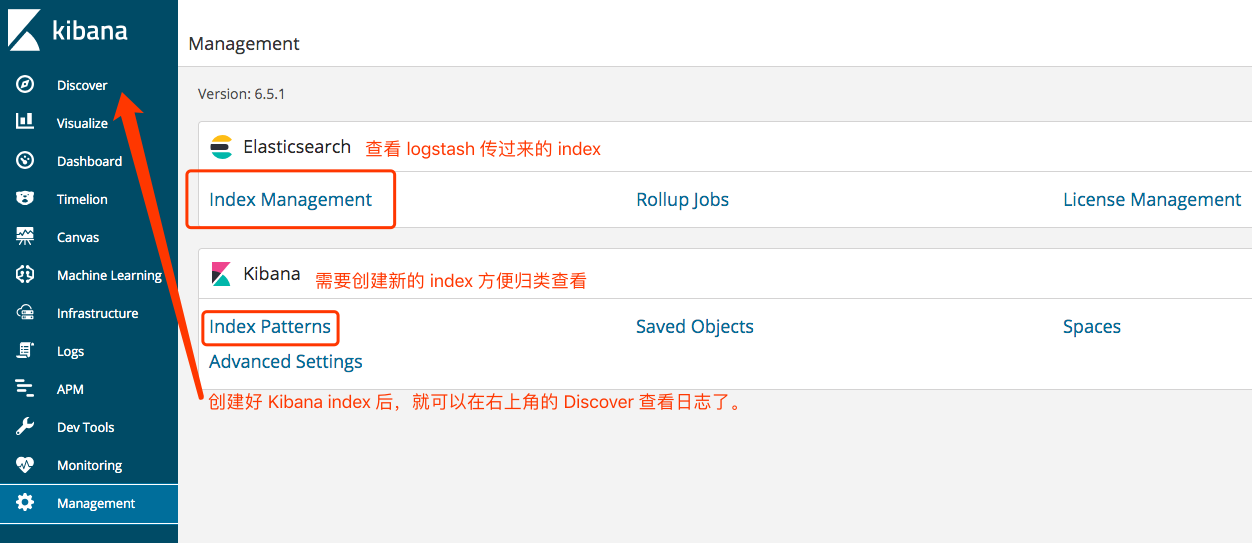 kibana
Discover
Visualize
Dashboard
Timelion
Canvas
Machine Learning
Infrastructure
Logs
APM
Dev Tools
Monitoring
Management
Management
Version: 6.5.1
Elasticsearch 查看 logstash 传过来的 index
Index Management Rollup Jobs License Management
Kibana 需要创建新的 index 方便归类查看
Index Patterns Saved Objects Spaces
Advanced Settings
创建好 Kibana index 后，就可以在右上角的 Discover 查看日志了。